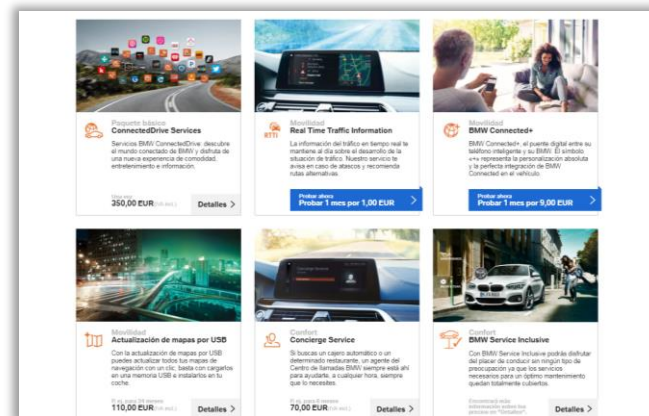 Paquete básico
ConnectedDrive Services
Servicios BMW ConnectedDrive: descubre
el mundo conectado de BMW y disfruta de
una nueva experiencia de comodidad,
entretenimiento e información.
350,00 EUR
Detalles >
RTTI
Movilidad
Real Time Traffic Information
La información del tráfico en tiempo real te
mantiene al día sobre el desarrollo de la
situación de tráfico. Nuestro servicio te
avisa en caso de atascos y recomienda
rutas alternativas.
Probar ahora
Probar 1 mes por 1,00 EUR >
Movilidad
BMW Connected+
BMW Connected+, el puente digital entre su
teléfono inteligente y su BMW. El símbolo
«+» representa la personalización absoluta
y la perfecta integración de BMW
Connected en el vehículo.
Probar ahora
Probar 1 mes por 9,00 EUR >
Movilidad
Actualización de mapas por USB
Con la actualización de mapas por USB
puedes actualizar todos tus mapas de
navegación con un clic, basta con cargarlos
en una memoria USB e instalarlos en tu
coche.
110,00 EUR
Detalles >
Concierge Service
Confort
Concierge Service
Si buscas un cajero automático o un
determinado restaurante, un agente del
Centro de llamadas BMW siempre está ahí
para ayudarte, a cualquier hora, siempre
que lo necesites.
70,00 EUR
Detalles >
Confort
BMW Service Inclusive
Con BMW Service Inclusive podrás disfrutar
del placer de conducir sin ningún tipo de
preocupación ya que los servicios
necesarios para un óptimo mantenimiento
quedan totalmente cubiertos.
Encontrará más
información sobre los
precios en "Detalles".
Detalles >